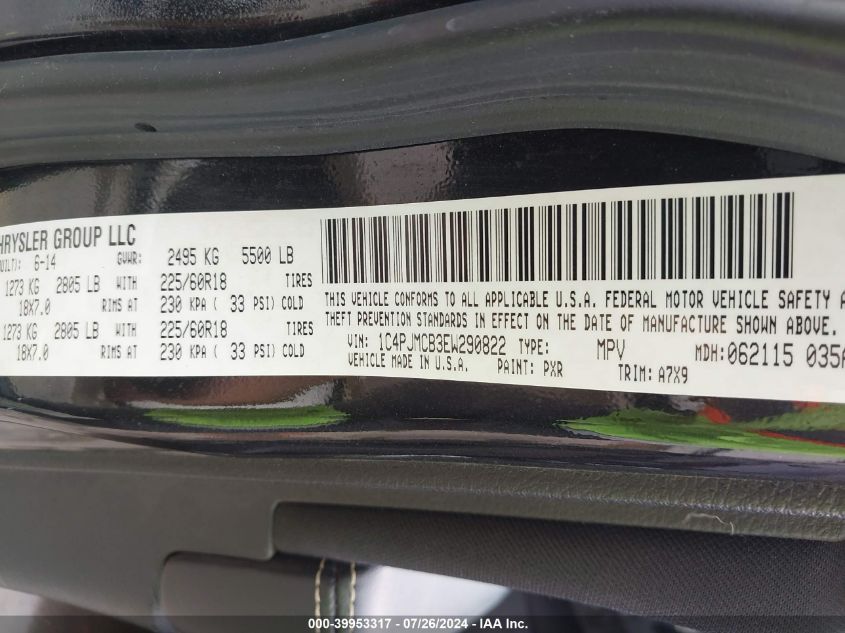 HRYSLER GROUP LLC
UILT): 6-14 GVWR: 2495 KG 5500 LB
1273 KG 2805 LB WITH 225/60R18 TIRES
18X7.0 RIMS AT 230 KPA ( 33 PSI) COLD
1273 KG 2805 LB WITH 225/60R18 TIRES
18X7.0 RIMS AT 230 KPA ( 33 PSI) COLD
THIS VEHICLE CONFORMS TO ALL APPLICABLE U.S.A. FEDERAL MOTOR VEHICLE SAFETY A
THEFT PREVENTION STANDARDS IN EFFECT ON THE DATE OF MANUFACTURE SHOWN ABOVE.
VIN: 1C4PJMCB3EW290822 TYPE: MPV MDH: 062115 035A
VEHICLE MADE IN U.S.A. PAINT: PXR TRIM: A7X9
000-39953317 - 07/26/2024 - IAA Inc.